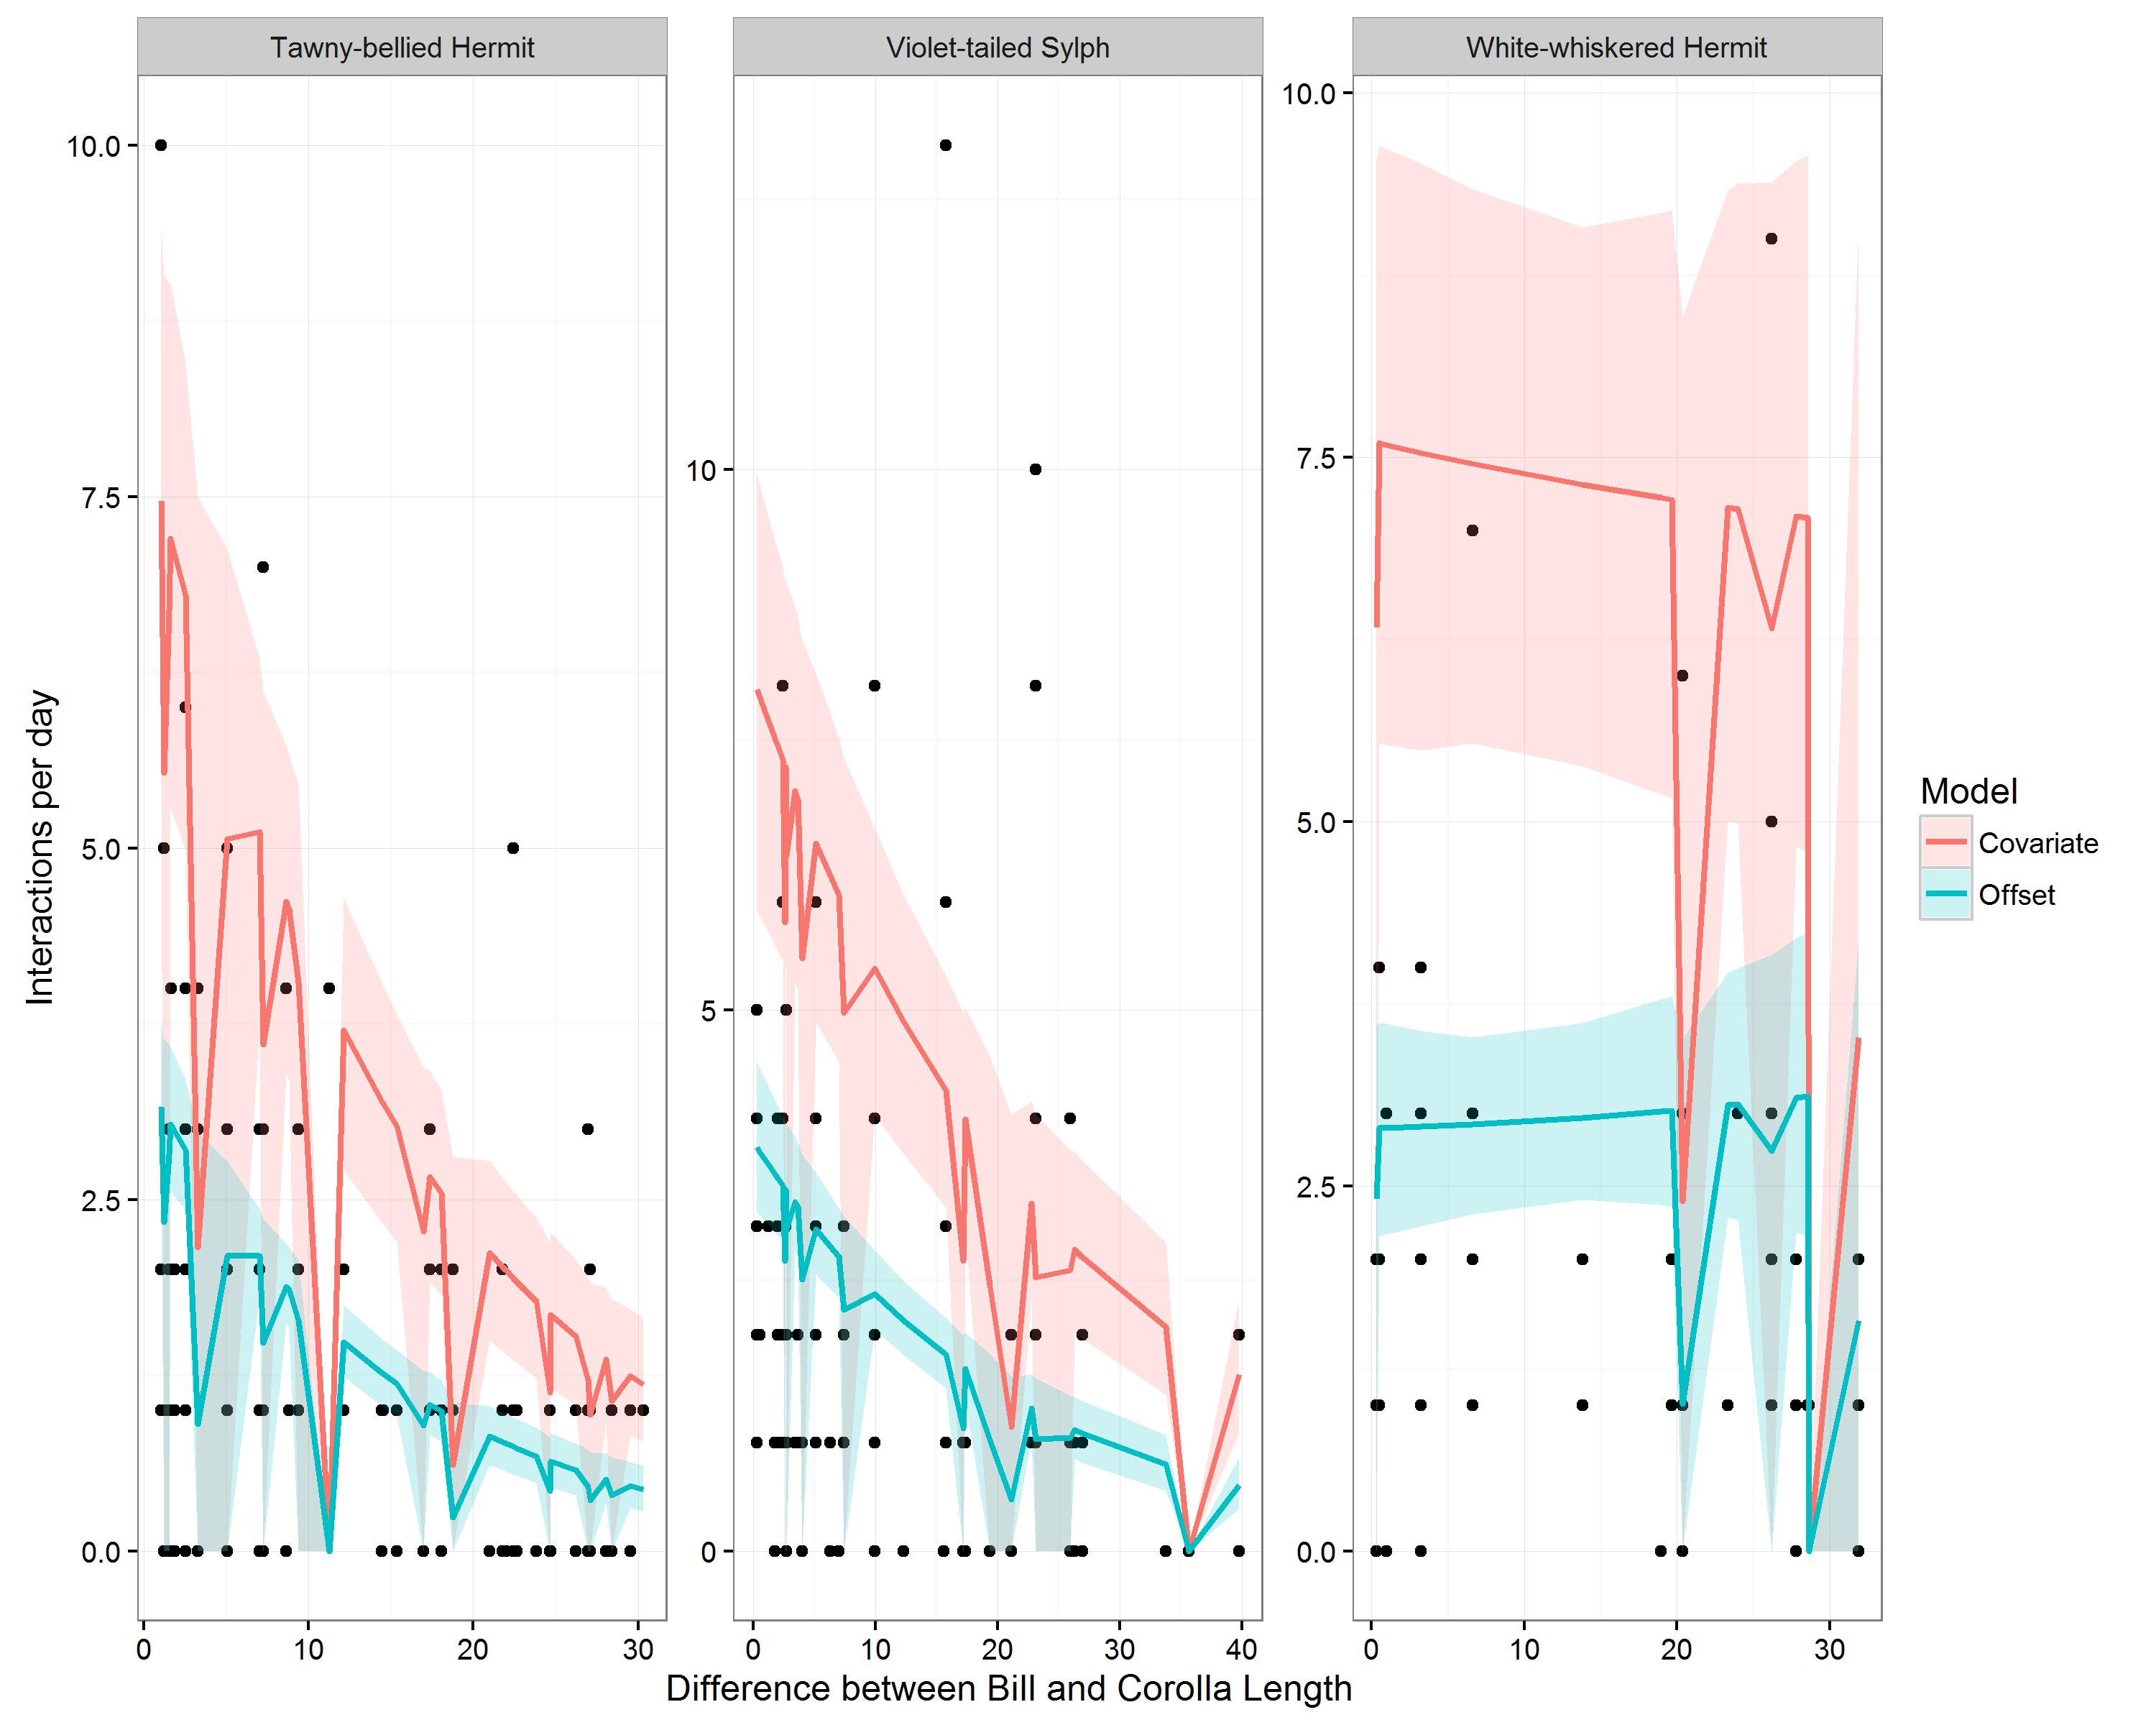 Tawny-bellied Hermit
Violet-tailed Sylph
White-whiskered Hermit
Interactions per day
10.0
7.5
5.0
2.5
0.0
10
5
0
10.0
7.5
5.0
2.5
0.0
0 10 20 30
0 10 20 30 40
0 10 20 30
Difference between Bill and Corolla Length
Model
Covariate
Offset